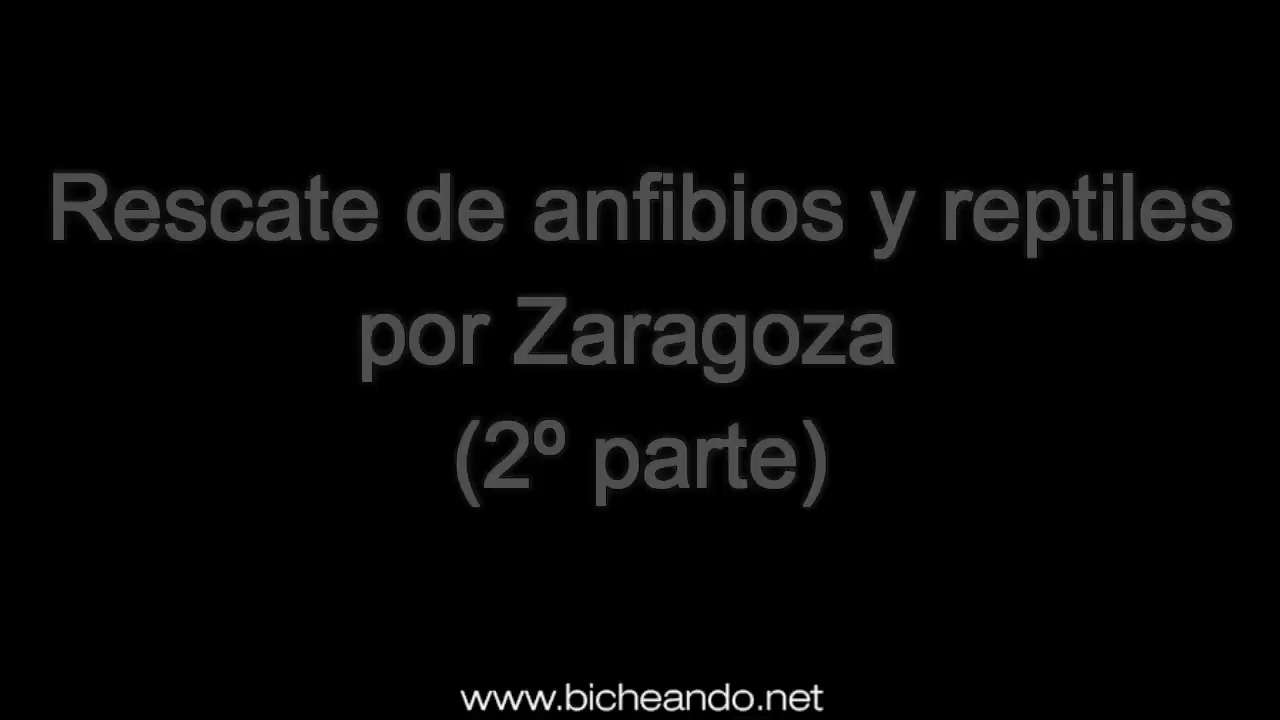 Rescate de anfibios y reptiles
por Zaragoza
(2º parte)
www.bicheando.net